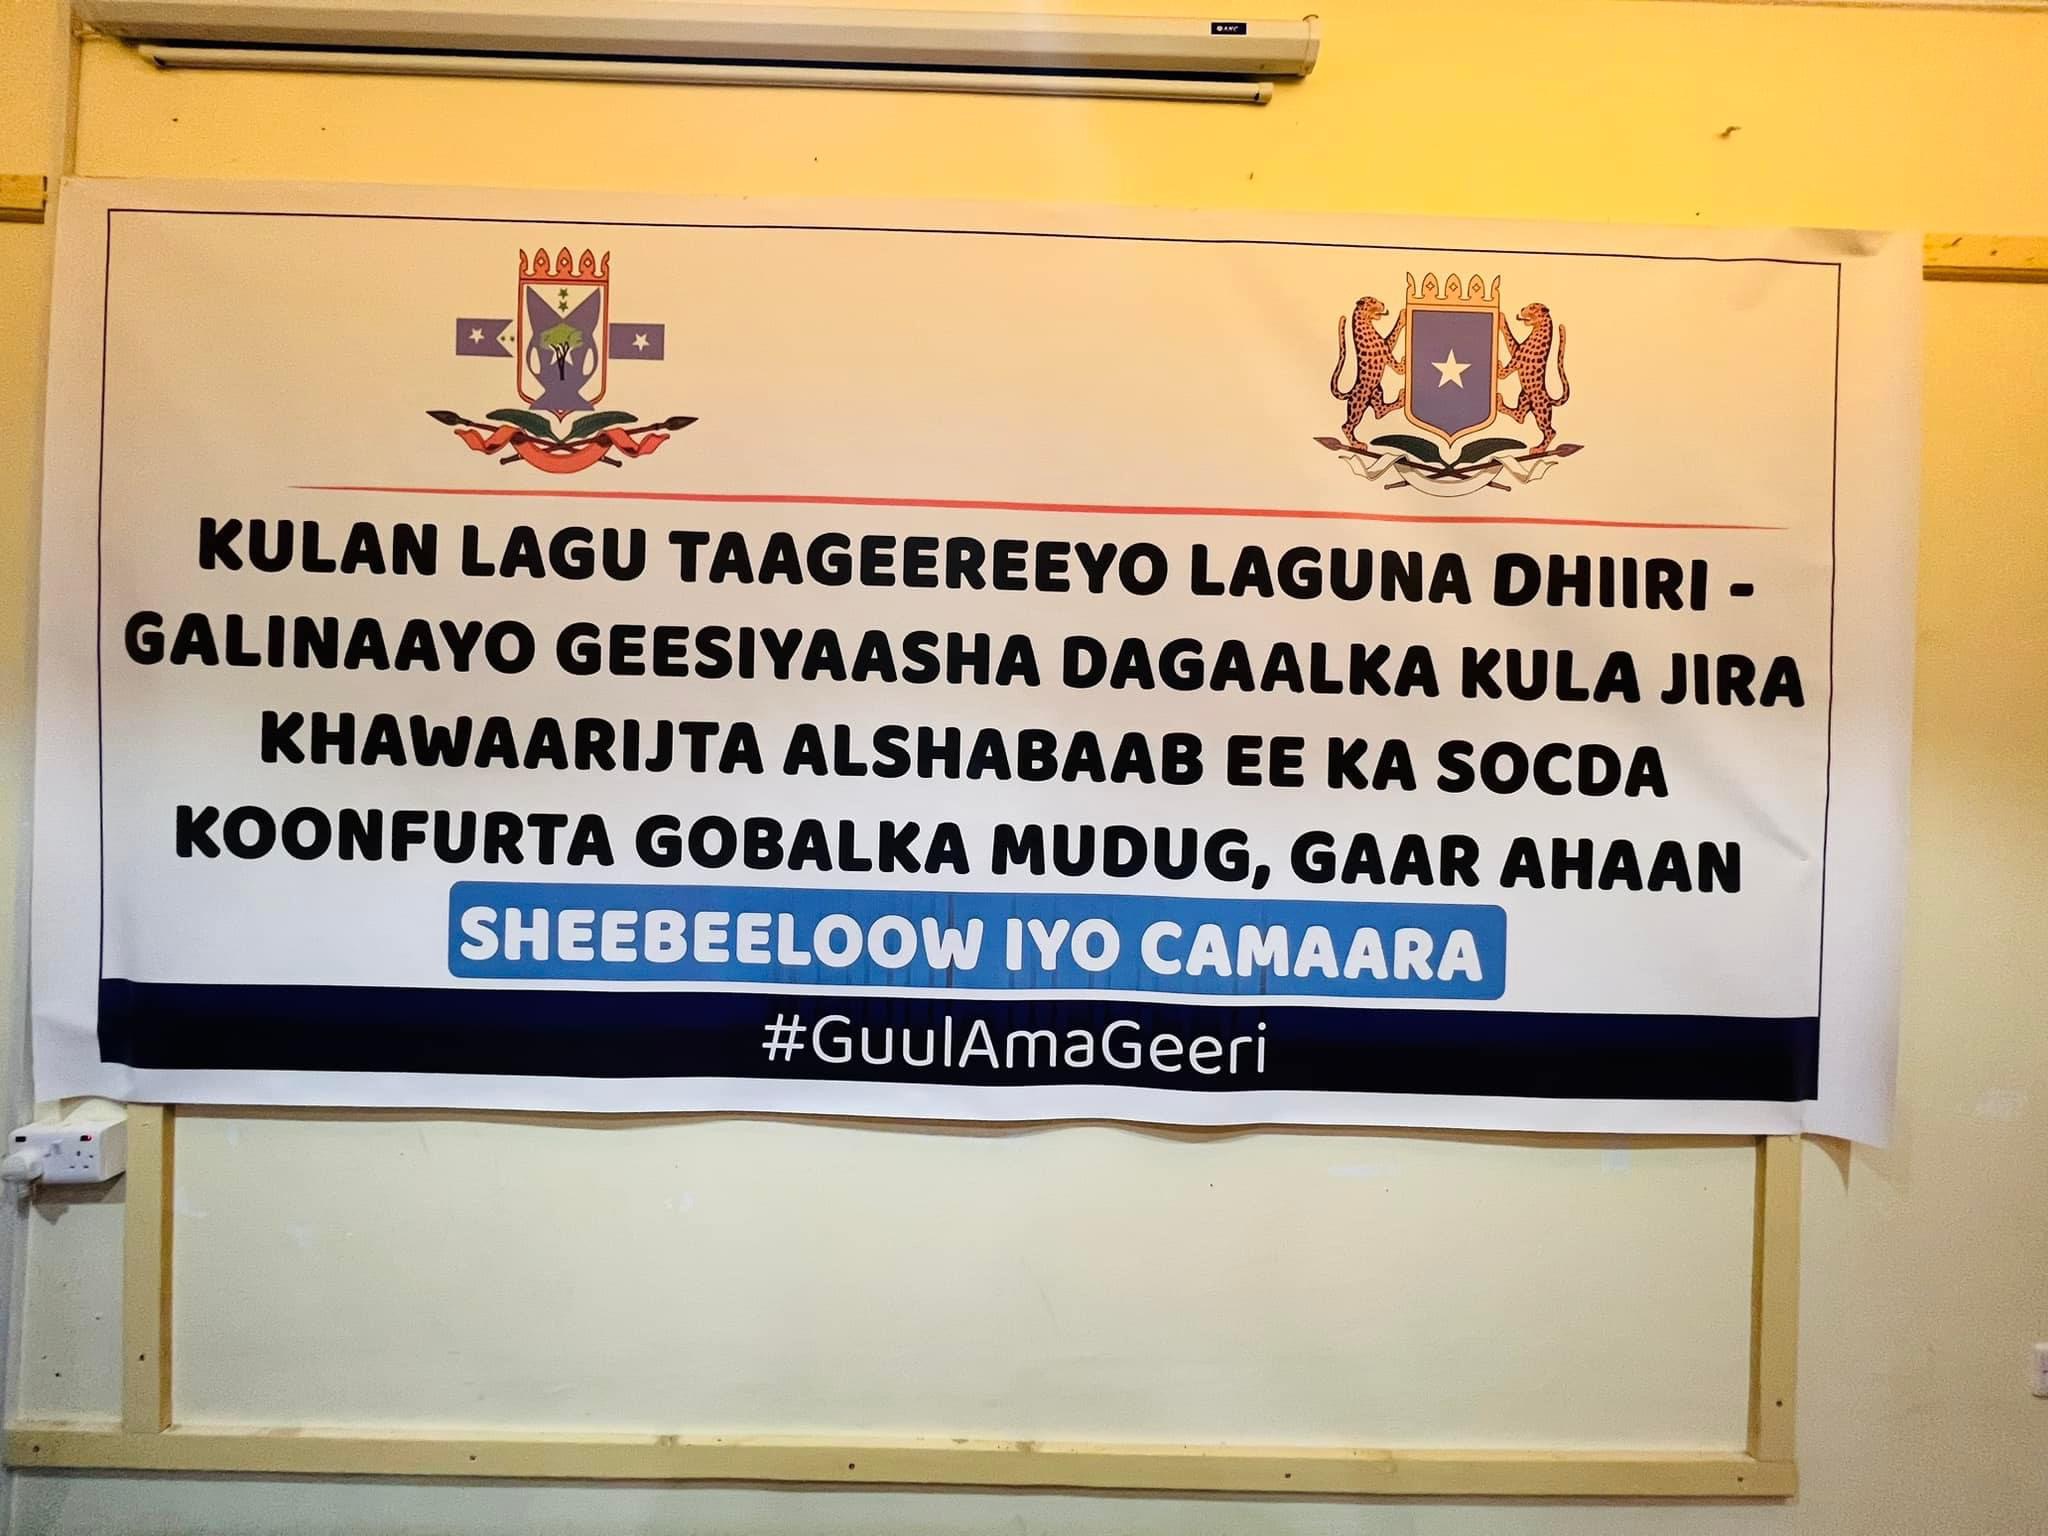 KULAN LAGU TAAGEEREEYO LAGUNA DHIIRI -
GALINAAYO GEESIYAASHA DAGAALKA KULA JIRA
KHAWAARIJTA ALSHABAAB EE KA SOCDA
KOONFURTA GOBALKA MUDUG, GAAR AHAAN
SHEEBEELOOW IYO CAMAARA
#GuulAmaGeeri